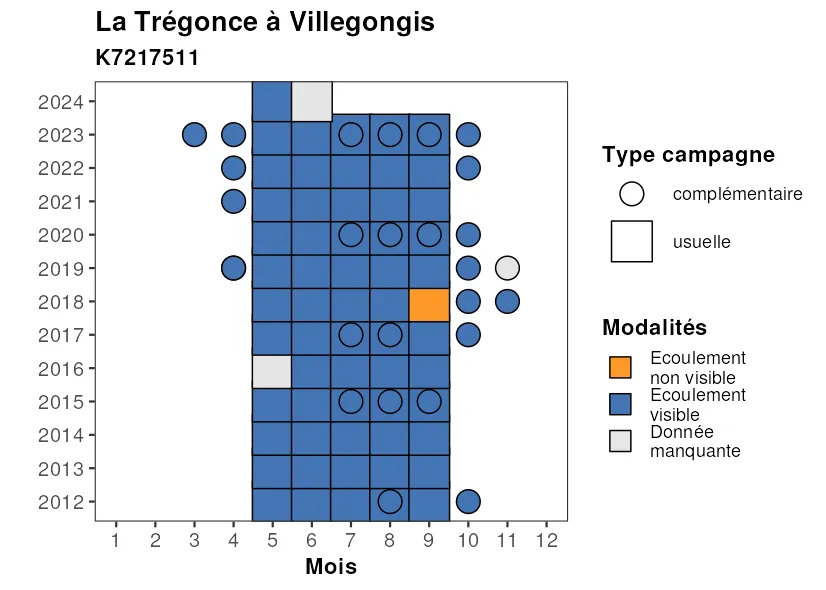 La Trégonce à Villegongis
K7217511
2024
2023
2022
2021
2020
2019
2018
2017
2016
2015
2014
2013
2012
1 2 3 4 5 6 7 8 9 10 11 12
Mois
Type campagne
complémentaire
usuelle
Modalités
Ecoulement
non visible
Ecoulement
visible
Donnée
manquante